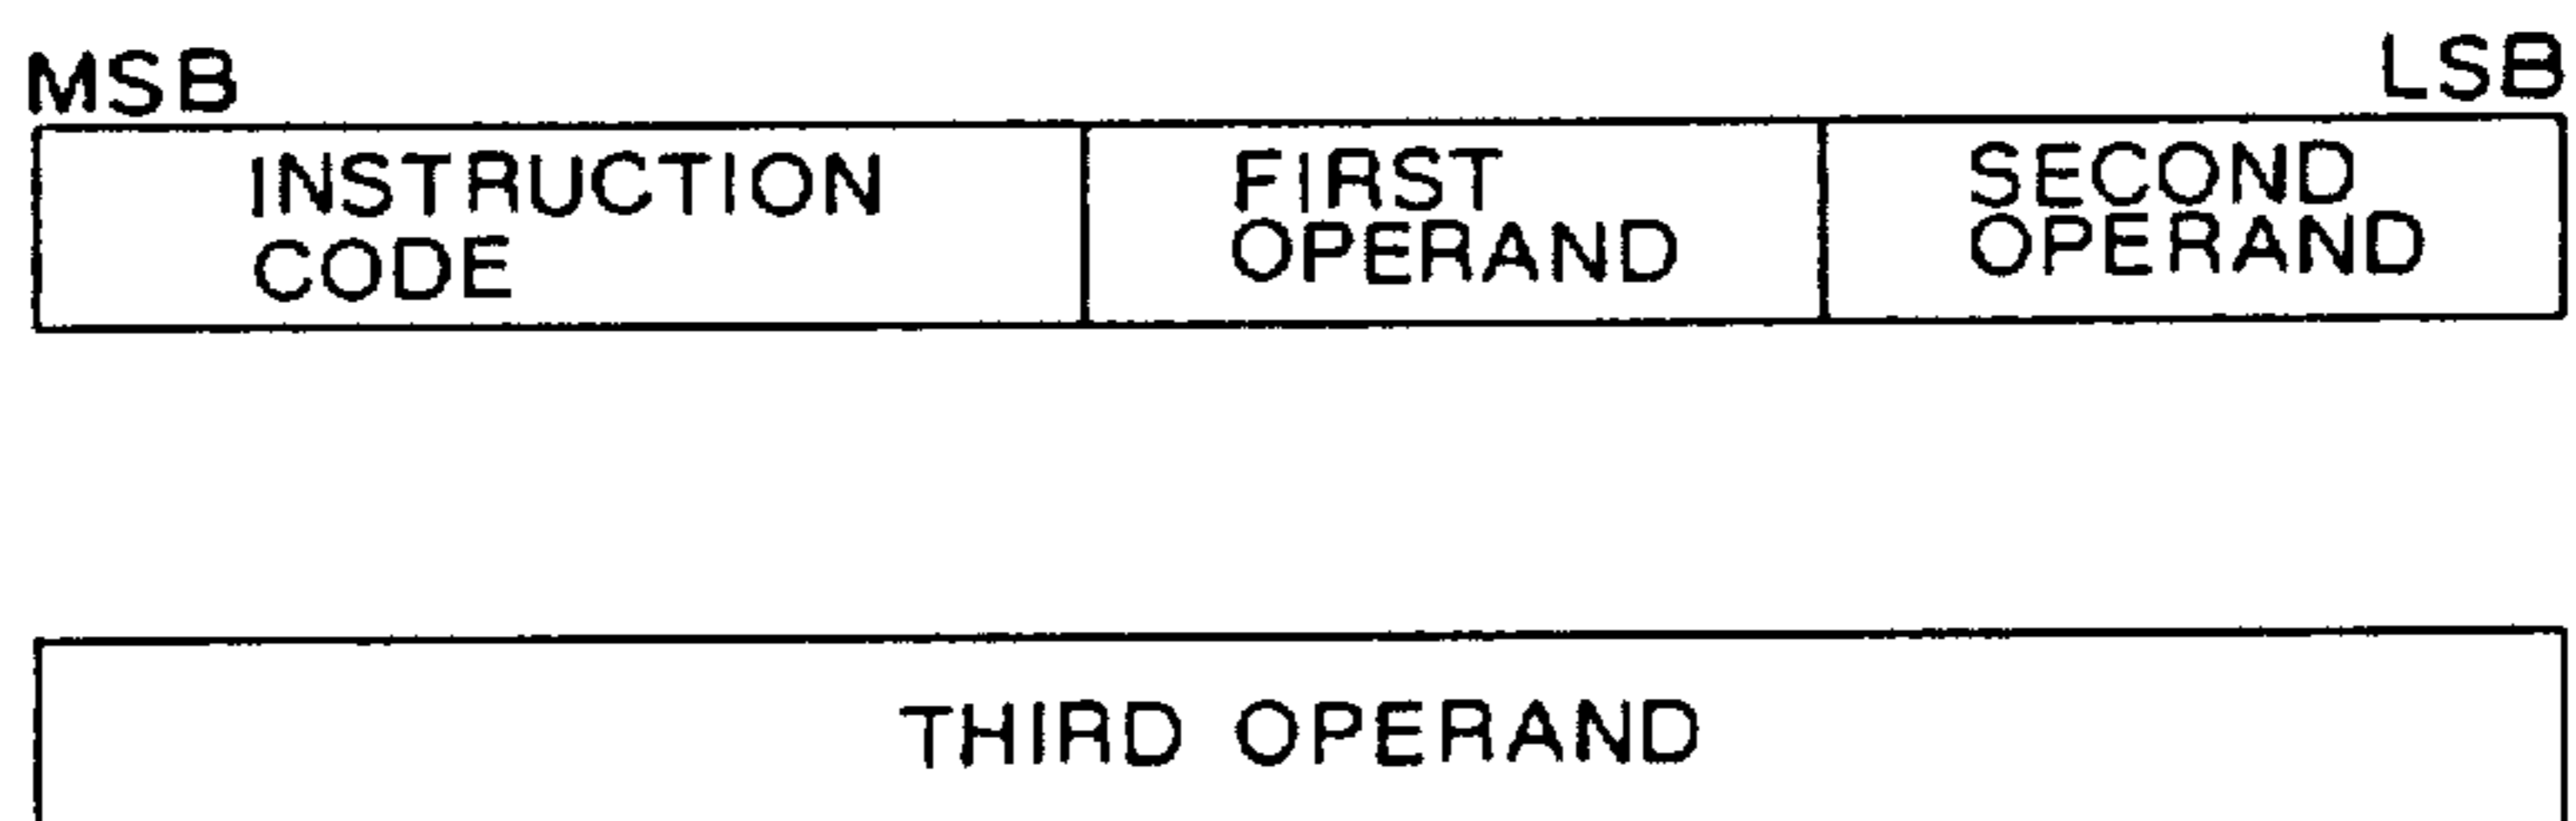 MSB LSB
INSTRUCTION
CODE
FIRST
OPERAND
SECOND
OPERAND
THIRD OPERAND